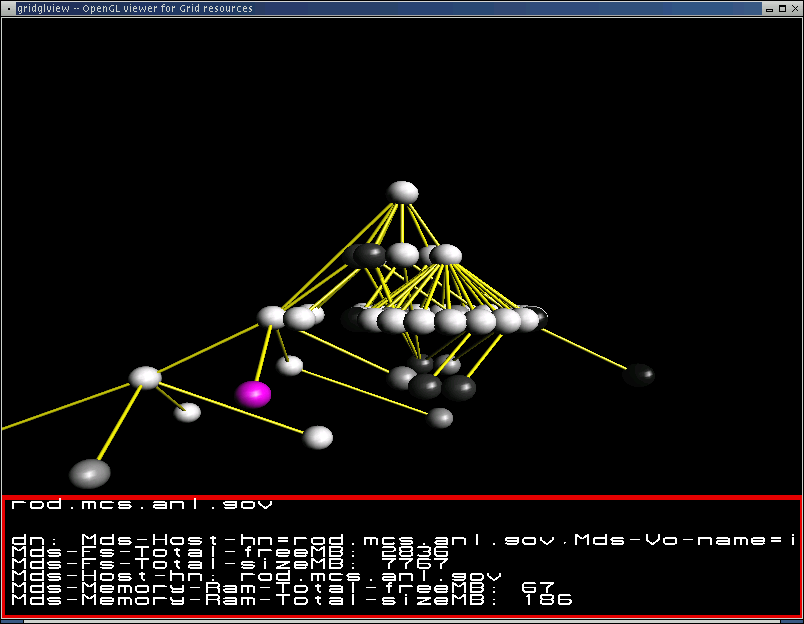 gridglview -- OpenGL viewer for Grid resources
rod.mcs.anl.gov
dn: Mds-Host-hn=rod.mcs.anl.gov,Mds-Vo-name=i
Mds-Fs-Total-freeMB: 2836
Mds-Fs-Total-sizeMB: 7767
Mds-Host-hn: rod.mcs.anl.gov
Mds-Memory-Ram-Total-freeMB: 67
Mds-Memory-Ram-Total-sizeMB: 186